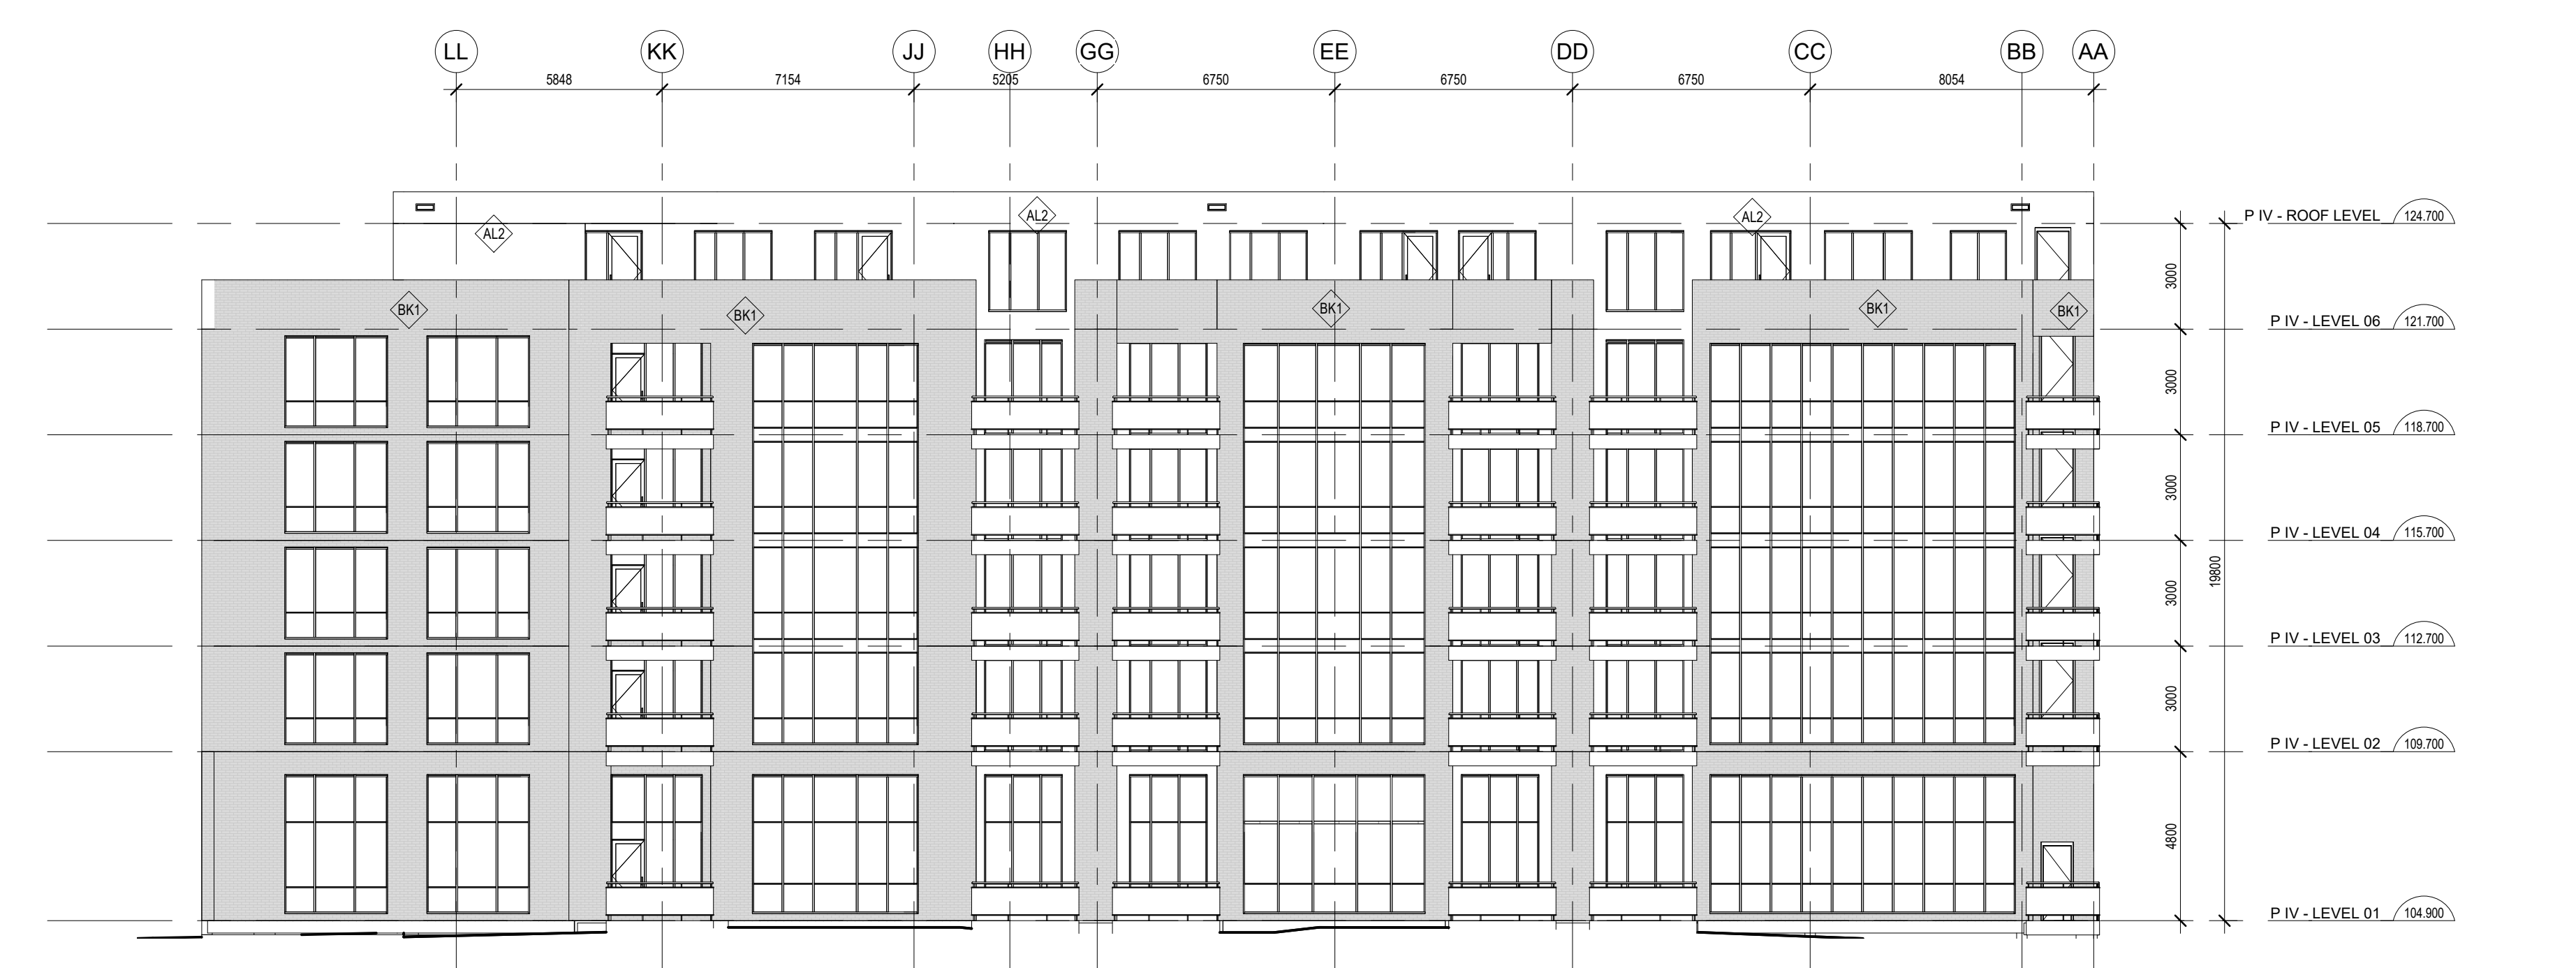 LL KK JJ HH GG EE DD CC BB AA
5848 7154 5205 6750 6750 6750 8054
AL2 AL2 AL2
P IV - ROOF LEVEL 124.700
3000
BK1 BK1 BK1 BK1 BK1
P IV - LEVEL 06 121.700
3000
P IV - LEVEL 05 118.700
3000
P IV - LEVEL 04 115.700
3000
19800
P IV - LEVEL 03 112.700
3000
P IV - LEVEL 02 109.700
4800
P IV - LEVEL 01 104.900